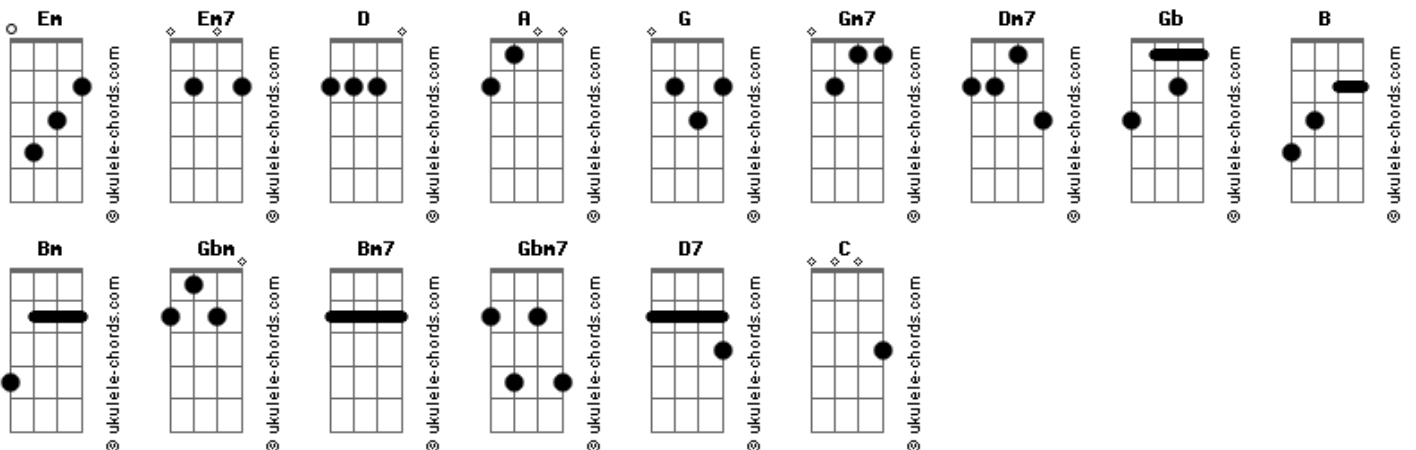 Em Em7 D A G Gm7 Dm7 Gb B
© ukulele-chords.com © ukulele-chords.com © ukulele-chords.com © ukulele-chords.com © ukulele-chords.com © ukulele-chords.com © ukulele-chords.com © ukulele-chords.com © ukulele-chords.com
Bm Gbm Bm7 Gbm7 D7 C
© ukulele-chords.com © ukulele-chords.com © ukulele-chords.com © ukulele-chords.com © ukulele-chords.com © ukulele-chords.com